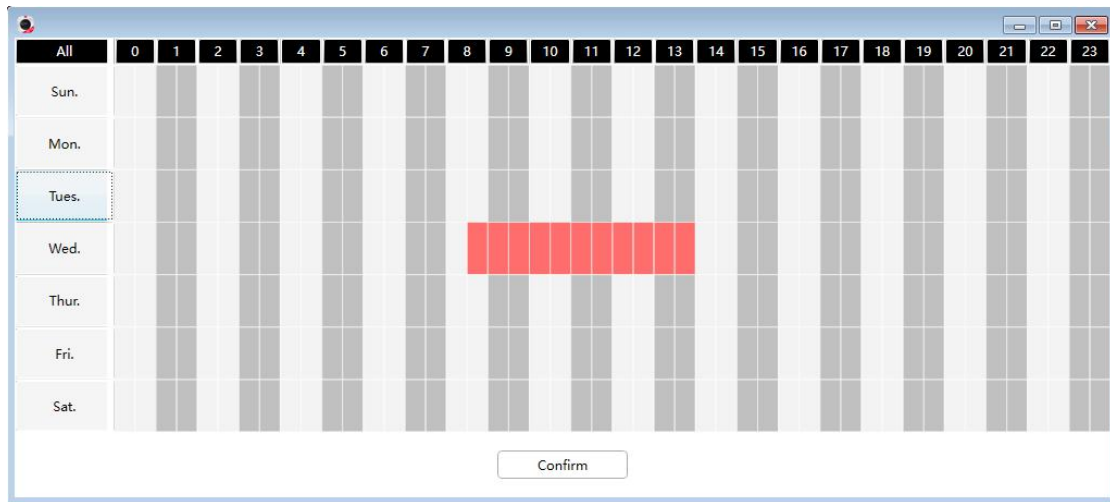 All 0 1 2 3 4 5 6 7 8 9 10 11 12 13 14 15 16 17 18 19 20 21 22 23
Sun.
Mon.
Tues.
Wed.
Thur.
Fri.
Sat.
Confirm